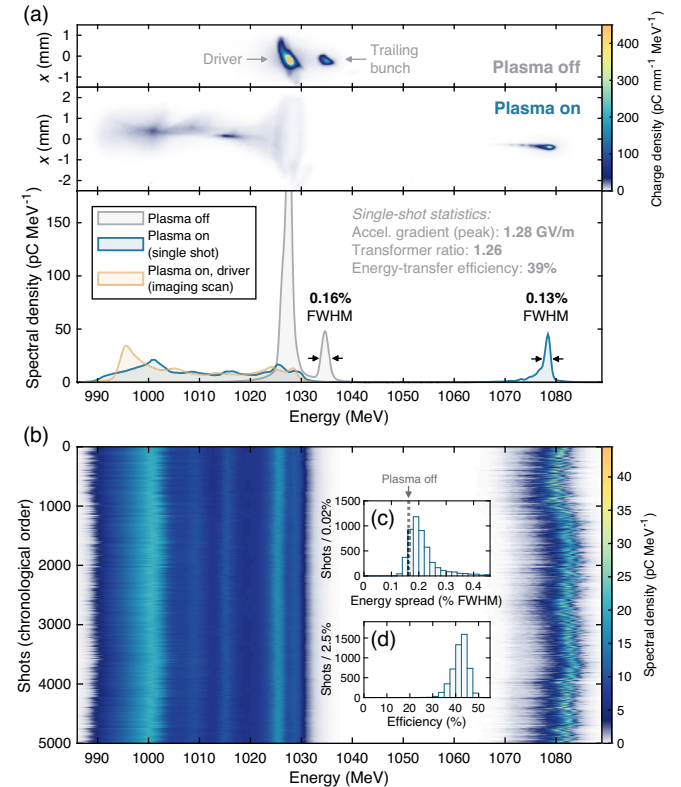 (a)
Driver
Trailing
bunch
Plasma off
x (mm)
1
0
-1
Plasma on
x (mm)
2
1
0
-1
-2
Charge density (pC mm⁻¹ MeV⁻¹)
400
350
300
250
200
150
100
50
0
Spectral density (pC MeV⁻¹)
150
100
50
0
Plasma off
Plasma on
(single shot)
Plasma on, driver
(imaging scan)
Single-shot statistics:
Accel. gradient (peak): 1.28 GV/m
Transformer ratio: 1.26
Energy-transfer efficiency: 39%
0.16%
FWHM
0.13%
FWHM
990 1000 1010 1020 1030 1040 1050 1060 1070 1080
Energy (MeV)
(b)
Shots (chronological order)
0
1000
2000
3000
4000
5000
990 1000 1010 1020 1030 1040 1050 1060 1070 1080
Energy (MeV)
Plasma off
(c)
Shots / 0.02%
1500
1000
500
0
0 0.1 0.2 0.3 0.4
Energy spread (% FWHM)
(d)
Shots / 2.5%
1500
1000
500
0
0 10 20 30 40 50
Efficiency (%)
Spectral density (pC MeV⁻¹)
40
35
30
25
20
15
10
5
0